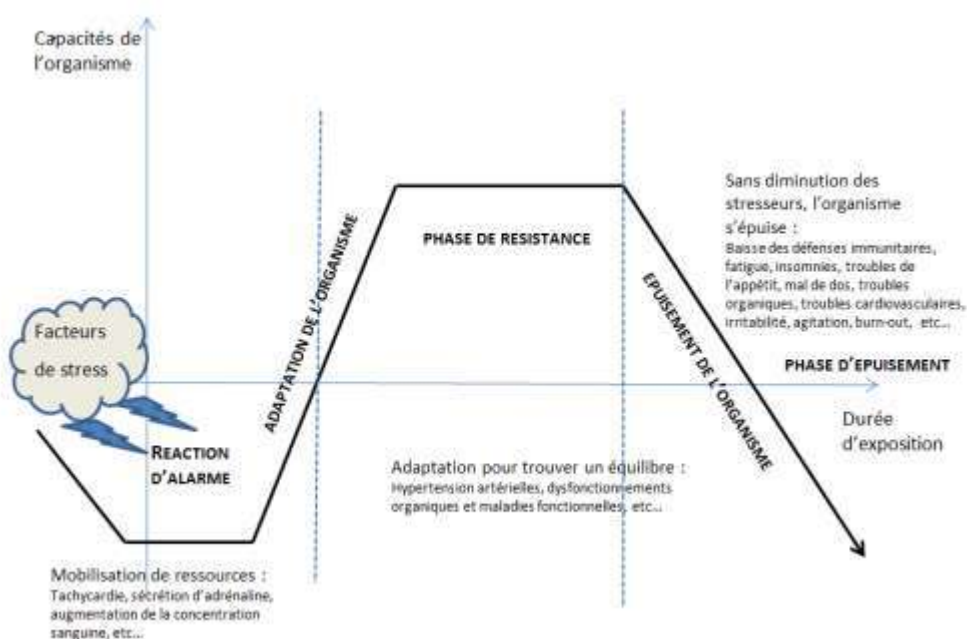 Capacités de
l'organisme
Facteurs
de stress
REACTION
D'ALARME
Mobilisation de ressources :
Tachycardie, sécrétion d'adrénaline,
augmentation de la concentration
sanguine, etc...
ADAPTATION DE L'ORGANISME
PHASE DE RESISTANCE
Adaptation pour trouver un équilibre :
Hypertension artérielles, dysfonctionnements
organiques et maladies fonctionnelles, etc...
EPUISEMENT DE L'ORGANISME
Sans diminution des
stresseurs, l'organisme
s'épuise :
Baisse des défenses immunitaires,
fatigue, insomnies, troubles de
l'appétit, mal de dos, troubles
organiques, troubles cardiovasculaires,
irritabilité, agitation, burn-out, etc...
PHASE D'EPUISEMENT
Durée
d'exposition